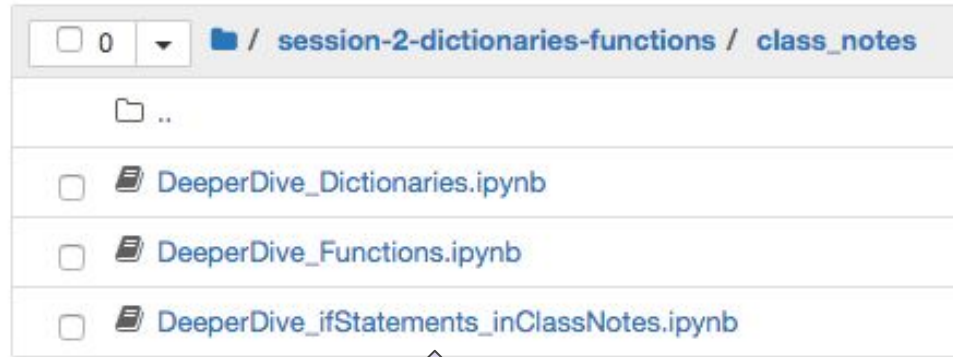 0 / session-2-dictionaries-functions / class_notes
..
DeeperDive_Dictionaries.ipynb
DeeperDive_Functions.ipynb
DeeperDive_ifStatements_inClassNotes.ipynb